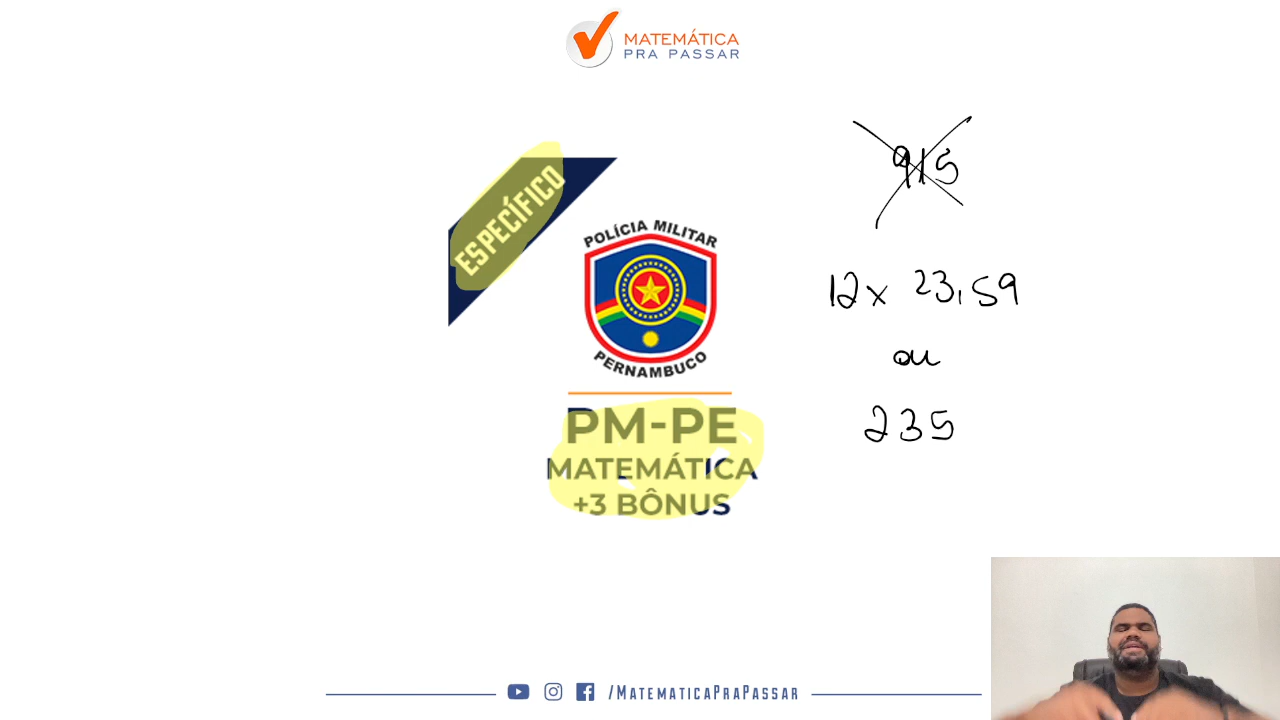 MATEMÁTICA
PRA PASSAR
ESPECÍFICO
POLÍCIA MILITAR
PERNAMBUCO
PM-PE
MATEMÁTICA
+3 BÔNUS
915
12x 23,59
ou
235
/MATEMATICAPRAPASSAR